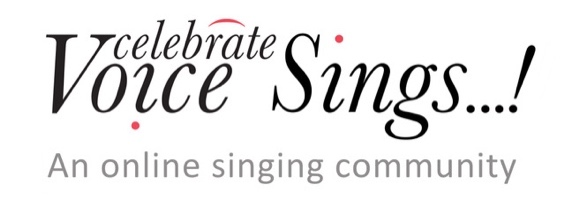 celebrate
Voice Sings...!
An online singing community